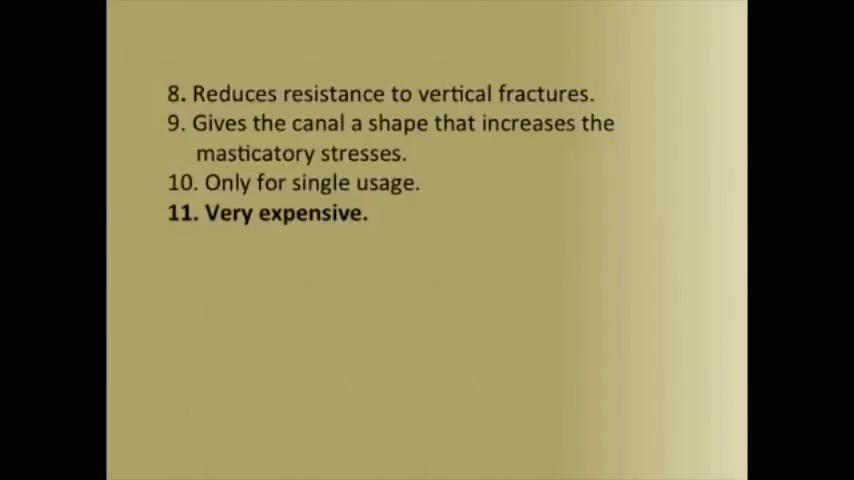 8. Reduces resistance to vertical fractures.
9. Gives the canal a shape that increases the
masticatory stresses.
10. Only for single usage.
11. Very expensive.